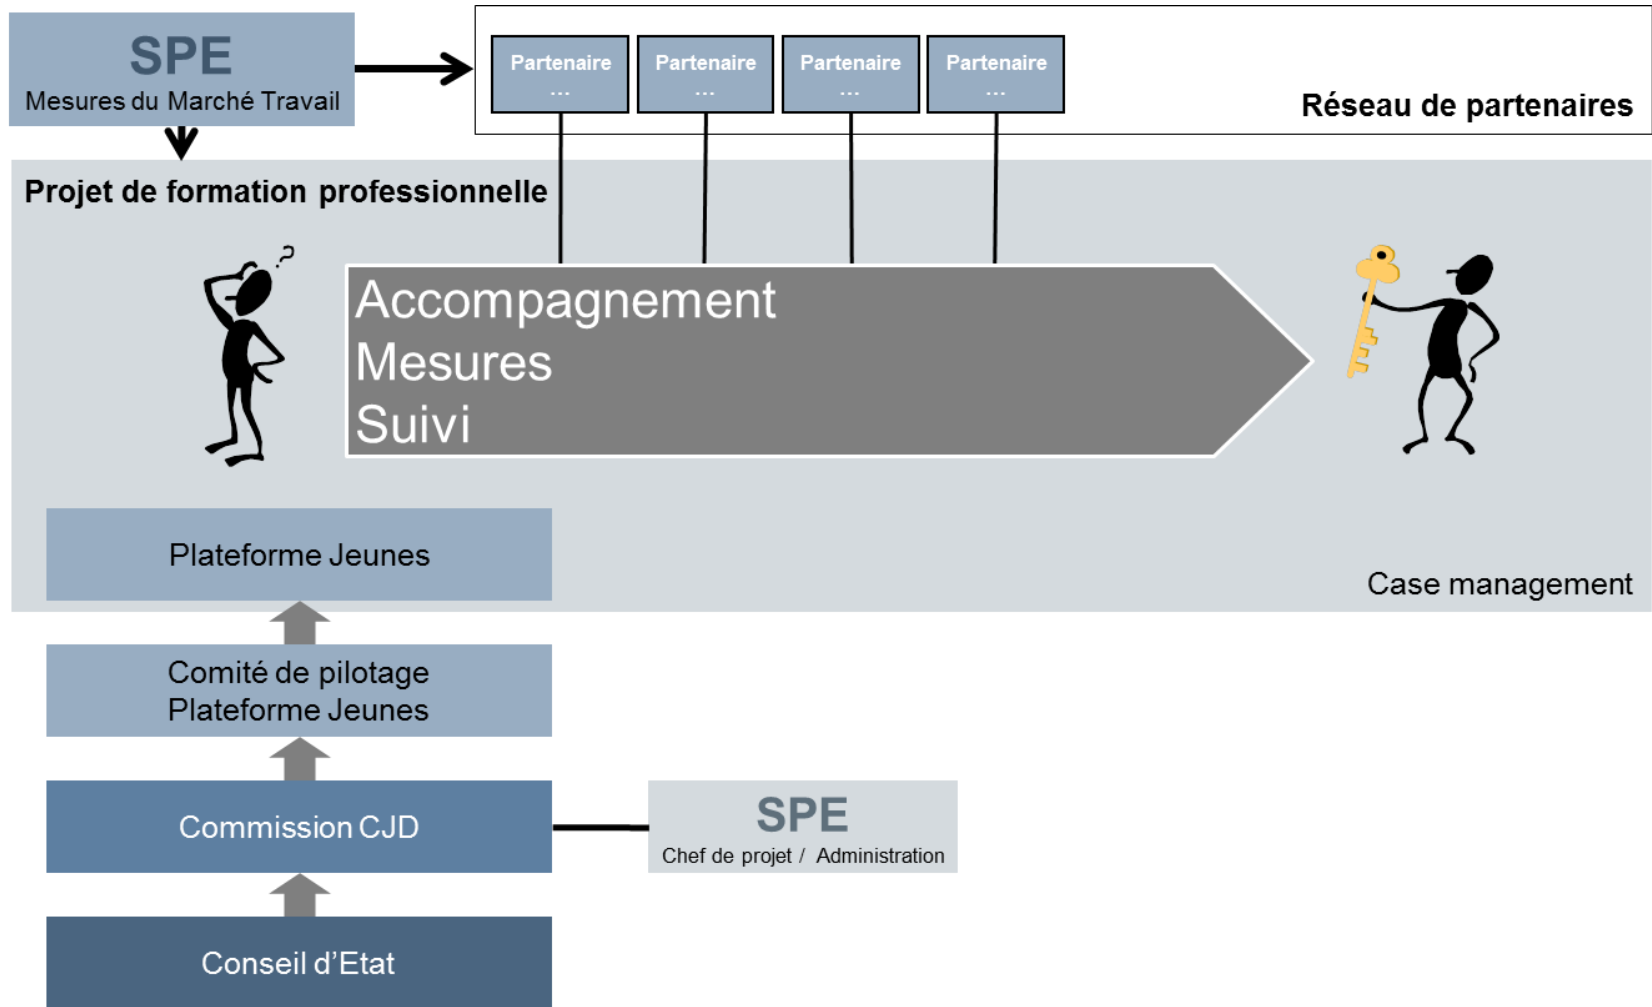 SPE
Mesures du Marché Travail
Partenaire
...
Partenaire
...
Partenaire
...
Partenaire
...
Réseau de partenaires
Projet de formation professionnelle
?
Accompagnement
Mesures
Suivi
Plateforme Jeunes
Case management
Comité de pilotage
Plateforme Jeunes
Commission CJD
SPE
Chef de projet / Administration
Conseil d'Etat